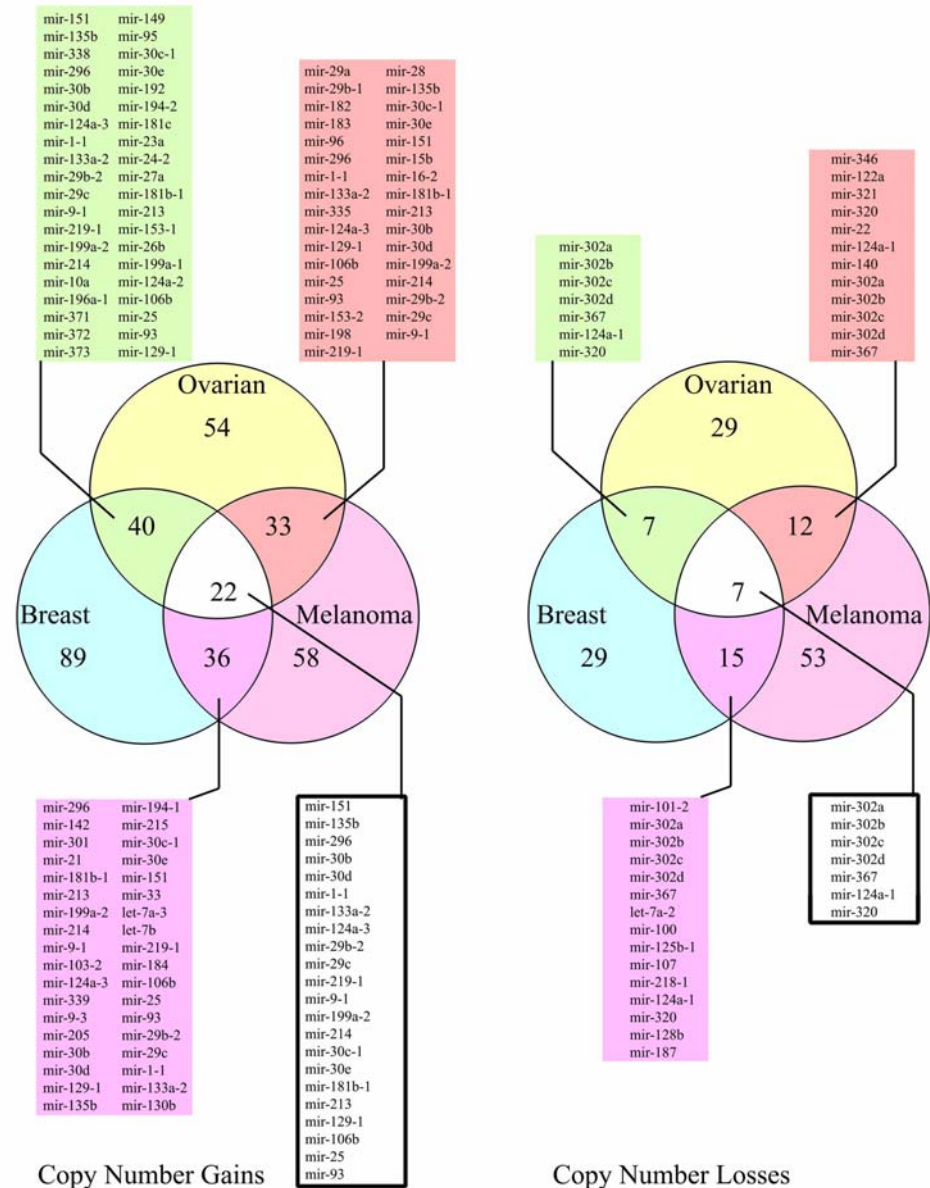 mir-151 mir-149
mir-135b mir-95
mir-338 mir-30c-1
mir-296 mir-30e
mir-30b mir-192
mir-30d mir-194-2
mir-124a-3 mir-181c
mir-1-1 mir-23a
mir-133a-2 mir-24-2
mir-29b-2 mir-27a
mir-29c mir-181b-1
mir-9-1 mir-213
mir-219-1 mir-153-1
mir-199a-2 mir-26b
mir-214 mir-199a-1
mir-10a mir-124a-2
mir-196a-1 mir-106b
mir-371 mir-25
mir-372 mir-93
mir-373 mir-129-1
mir-29a mir-28
mir-29b-1 mir-135b
mir-182 mir-30c-1
mir-183 mir-30e
mir-96 mir-151
mir-296 mir-15b
mir-1-1 mir-16-2
mir-133a-2 mir-181b-1
mir-335 mir-213
mir-124a-3 mir-30b
mir-129-1 mir-30d
mir-106b mir-199a-2
mir-25 mir-214
mir-93 mir-29b-2
mir-153-2 mir-29c
mir-198 mir-9-1
mir-219-1
Ovarian
54
40
33
22
Breast
Melanoma
89
36
58
mir-296 mir-194-1
mir-142 mir-215
mir-301 mir-30c-1
mir-21 mir-30e
mir-181b-1 mir-151
mir-213 mir-33
mir-199a-2 let-7a-3
mir-214 let-7b
mir-9-1 mir-219-1
mir-103-2 mir-184
mir-124a-3 mir-106b
mir-339 mir-25
mir-9-3 mir-93
mir-205 mir-29b-2
mir-30b mir-29c
mir-30d mir-1-1
mir-129-1 mir-133a-2
mir-135b mir-130b
mir-151
mir-135b
mir-296
mir-30b
mir-30d
mir-1-1
mir-133a-2
mir-124a-3
mir-29b-2
mir-29c
mir-219-1
mir-9-1
mir-199a-2
mir-214
mir-30c-1
mir-30e
mir-181b-1
mir-213
mir-129-1
mir-106b
mir-25
mir-93
Copy Number Gains
mir-302a
mir-302b
mir-302c
mir-302d
mir-367
mir-124a-1
mir-320
mir-346
mir-122a
mir-321
mir-320
mir-22
mir-124a-1
mir-140
mir-302a
mir-302b
mir-302c
mir-302d
mir-367
Ovarian
29
7
12
7
Breast
Melanoma
29
15
53
mir-101-2
mir-302a
mir-302b
mir-302c
mir-302d
mir-367
let-7a-2
mir-100
mir-125b-1
mir-107
mir-218-1
mir-124a-1
mir-320
mir-128b
mir-187
mir-302a
mir-302b
mir-302c
mir-302d
mir-367
mir-124a-1
mir-320
Copy Number Losses